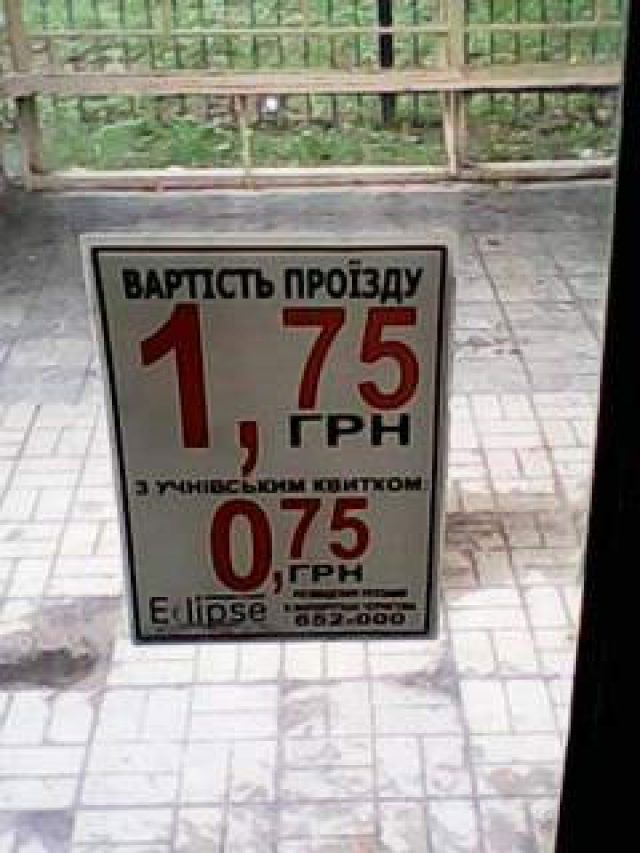 ВАРТІСТЬ ПРОЇЗДУ
1,75
ГРН
З УЧНІВСЬКИМ КВИТКОМ
0,75
ГРН
Eclipse
652-000